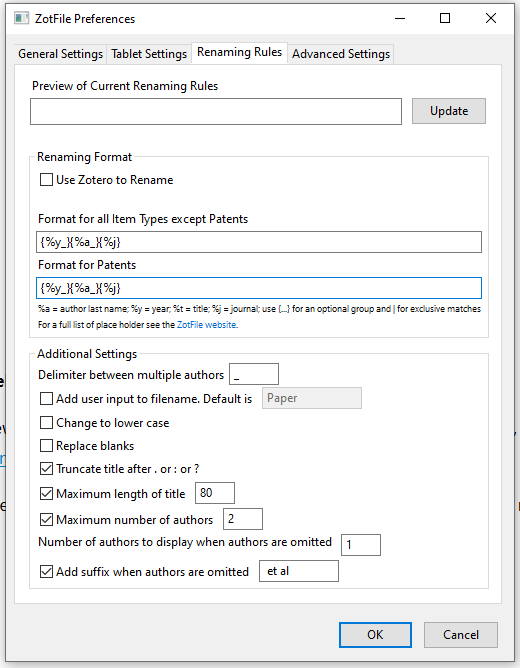 ZotFile Preferences
General Settings Tablet Settings Renaming Rules Advanced Settings
Preview of Current Renaming Rules
Update
Renaming Format
Use Zotero to Rename
Format for all Item Types except Patents
{%y_}{%a_}{%j}
Format for Patents
{%y_}{%a_}{%j}
%a = author last name; %y = year; %t = title; %j = journal; use {...} for an optional group and | for exclusive matches
For a full list of place holder see the ZotFile website.
Additional Settings
Delimiter between multiple authors _
Add user input to filename. Default is Paper
Change to lower case
Replace blanks
Truncate title after . or : or ?
Maximum length of title 80
Maximum number of authors 2
Number of authors to display when authors are omitted 1
Add suffix when authors are omitted et al
OK Cancel